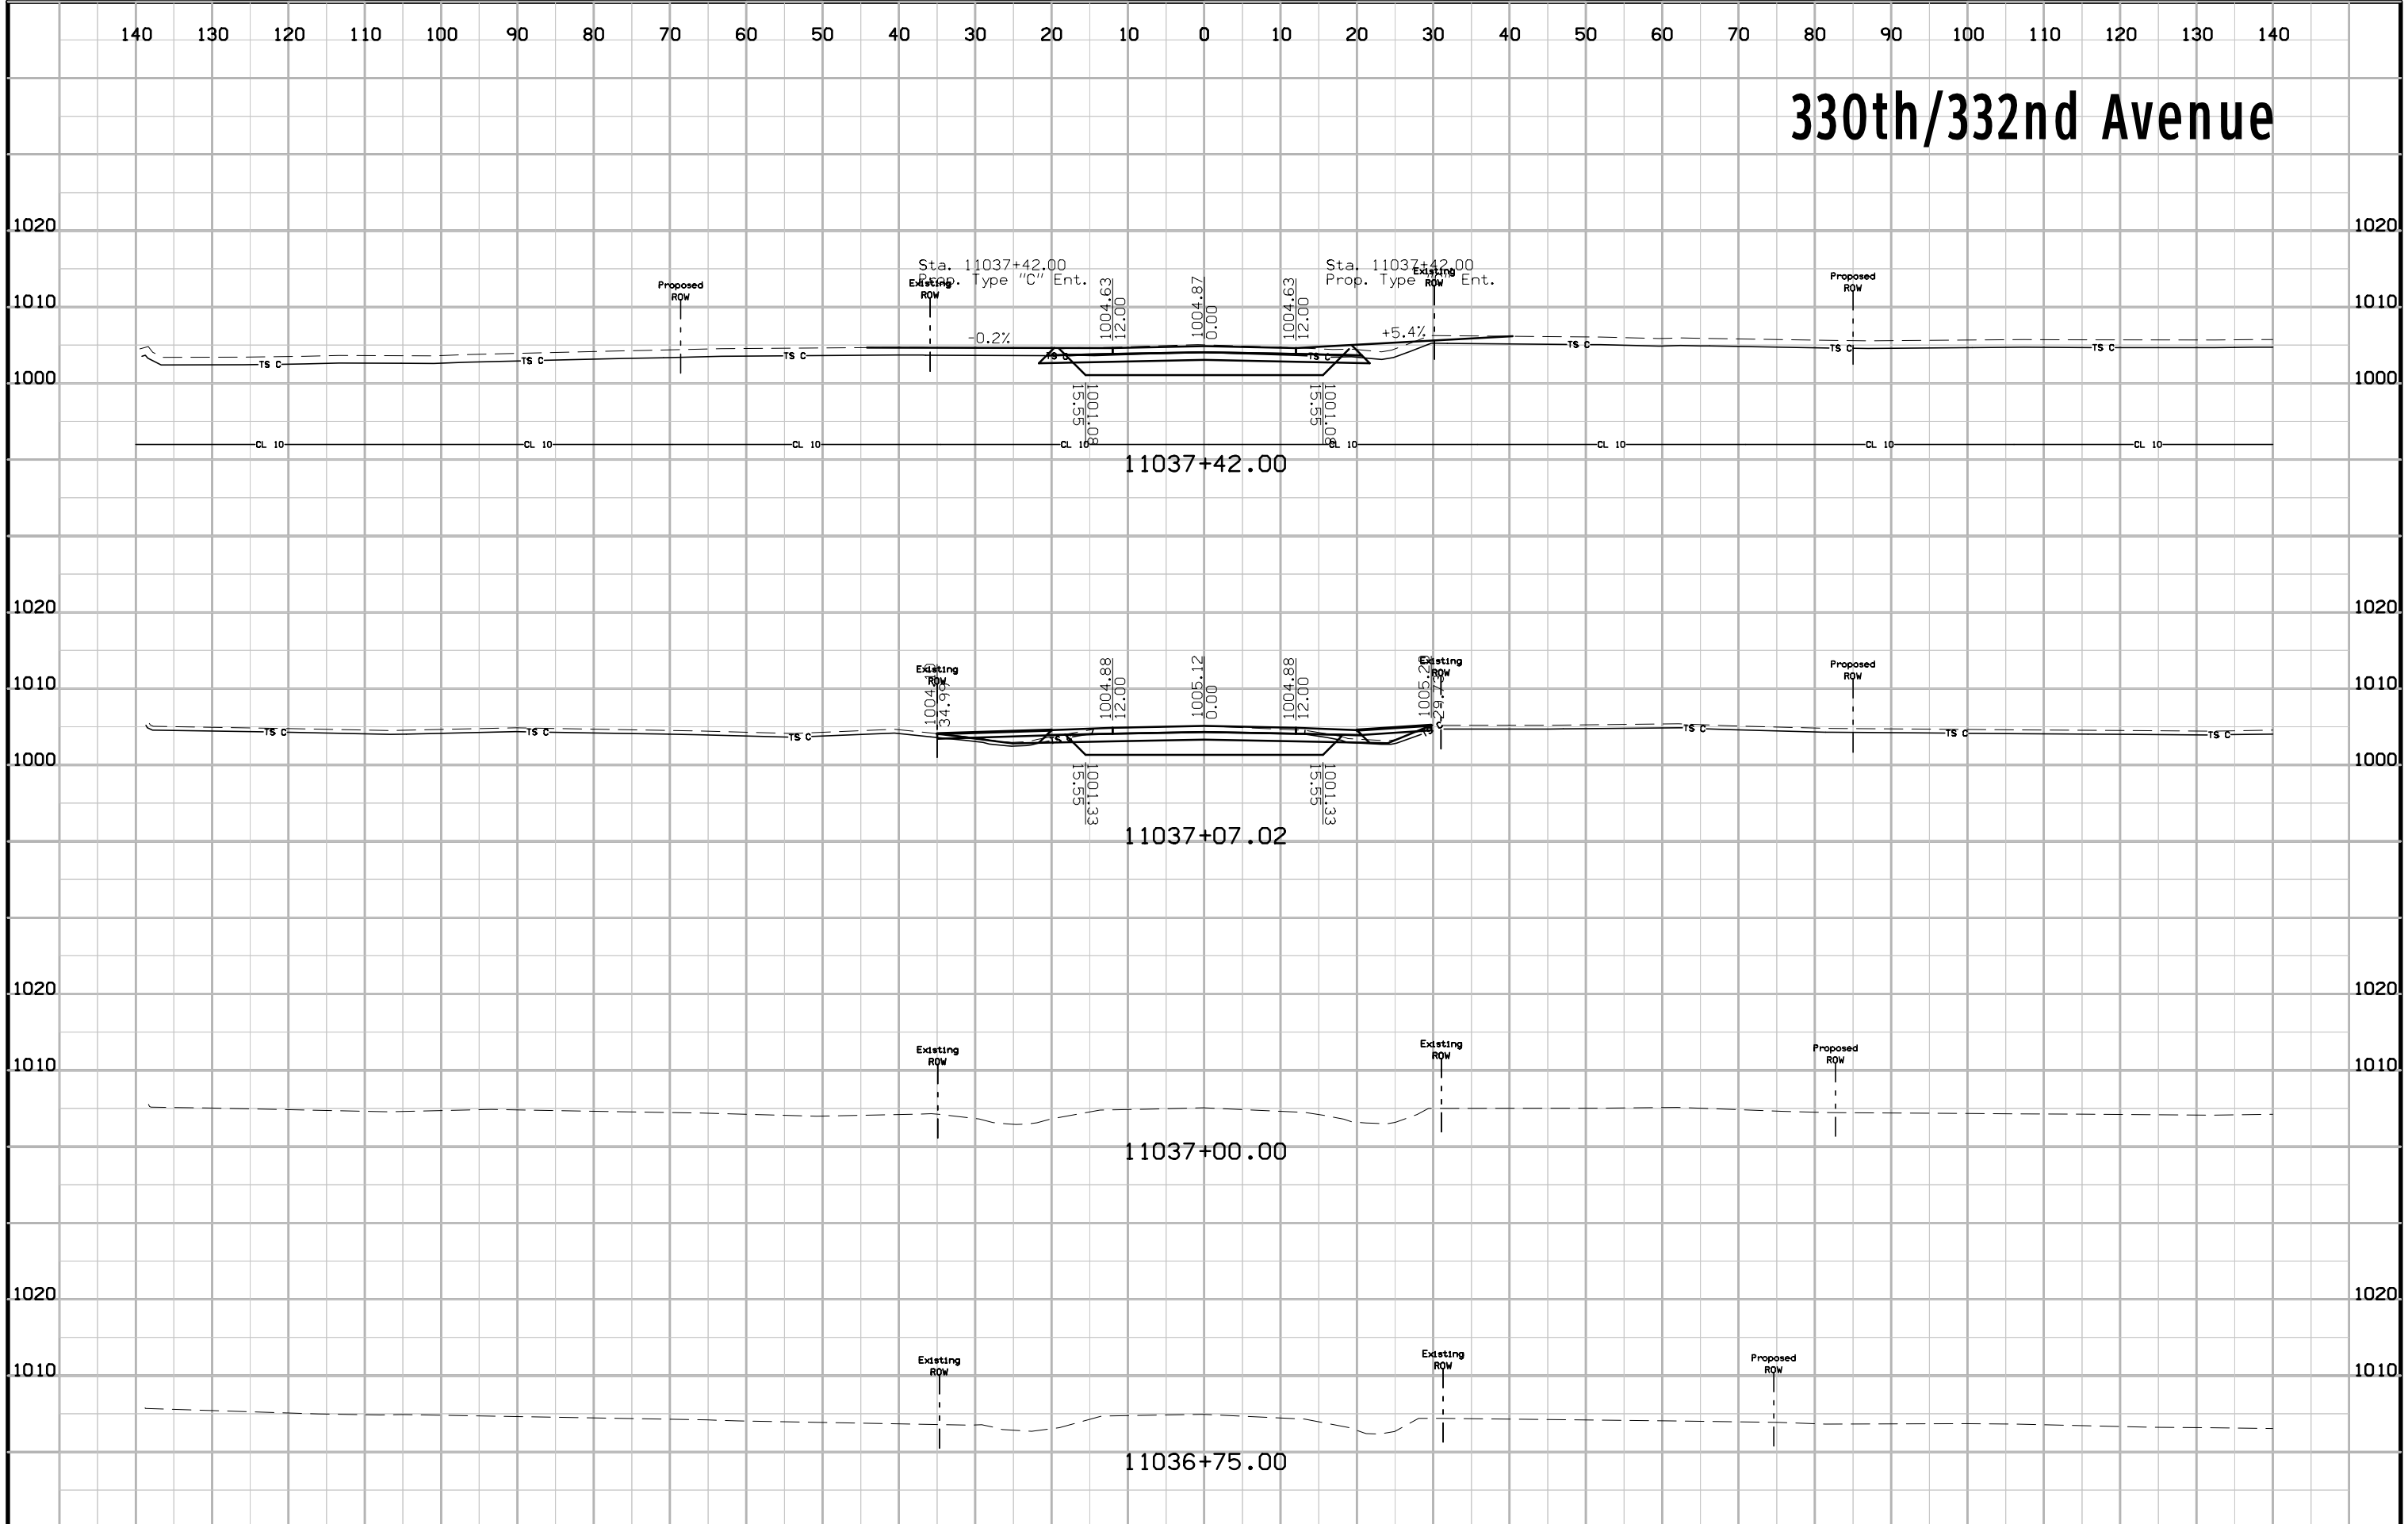 140 130 120 110 100 90 80 70 60 50 40 30 20 10 0 10 20 30 40 50 60 70 80 90 100 110 120 130 140
330th/332nd Avenue
1020 1020
Sta. 11037+42.00
Prop. Type "C" Ent.
Sta. 11037+42.00
Prop. Type "C" Ent.
Proposed
ROW
Existing
ROW
Existing
ROW
Proposed
ROW
1004.63
12.00
1004.87
0.00
1004.63
12.00
1010 1010
-0.2%
+5.4%
TS C TS C TS C TS C TS C TS C TS C TS C
1000 1000
15.55
1001.08
15.55
1001.08
CL 10 CL 10 CL 10 CL 10 CL 10 CL 10 CL 10 CL 10
11037+42.00
1020 1020
Existing
ROW
Existing
ROW
Proposed
ROW
34.99
1004.88
12.00
1005.12
0.00
1004.88
12.00
1010 1010
TS C TS C TS C TS C TS C TS C TS C TS C
1000 1000
15.55
1001.33
15.55
1001.33
11037+07.02
1020 1020
Existing
ROW
Existing
ROW
Proposed
ROW
1010 1010
11037+00.00
1020 1020
Existing
ROW
Existing
ROW
Proposed
ROW
1010 1010
11036+75.00